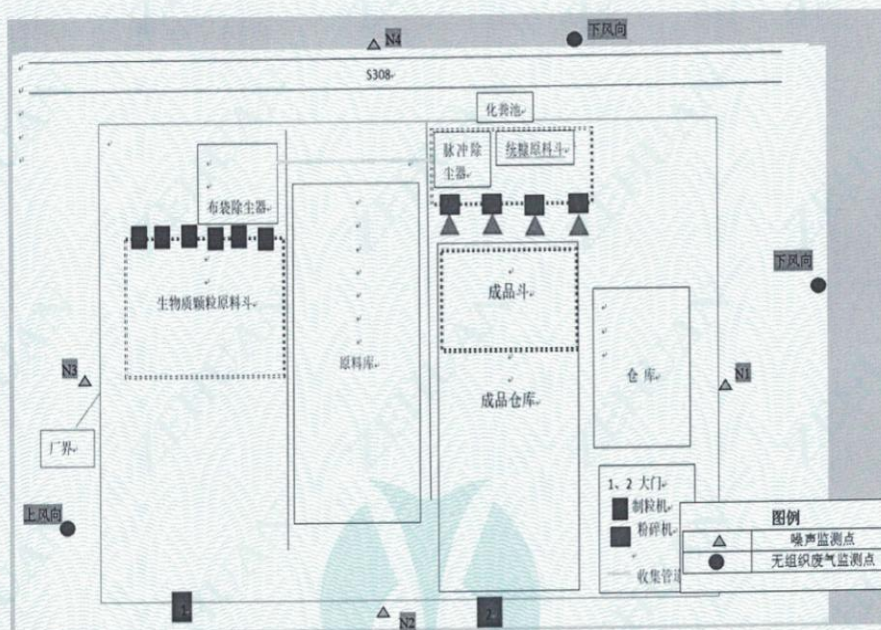 N4
下风向
S308
化粪池
脉冲除
尘器
统糠原料斗
布袋除尘器
生物质颗粒原料斗
成品斗
下风向
N3
原料库
成品仓库
仓 库
N1
厂界
上风向
1、2 大门
制粒机
粉碎机
收集管道
图例
噪声监测点
无组织废气监测点
1
2
N2